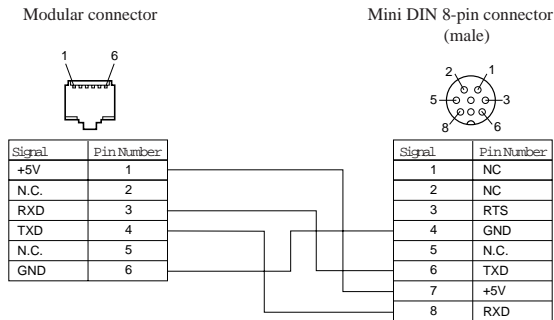 Modular connector
Mini DIN 8-pin connector
(male)
1 6
2 1
5 3
8 6
Signal Pin Number
+5V 1
N.C. 2
RXD 3
TXD 4
N.C. 5
GND 6
Signal Pin Number
1 NC
2 NC
3 RTS
4 GND
5 N.C.
6 TXD
7 +5V
8 RXD